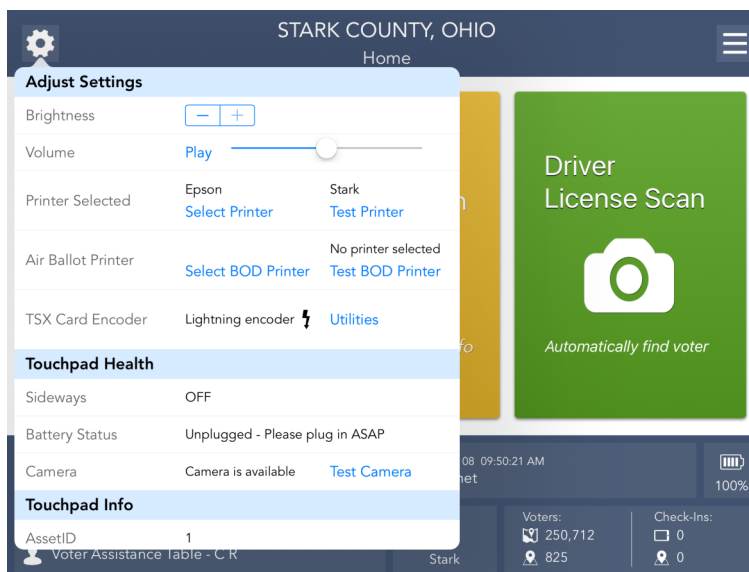 STARK COUNTY, OHIO
Home
Adjust Settings
Brightness
Volume Play
Printer Selected Epson Stark
Select Printer Test Printer
Air Ballot Printer No printer selected
Select BOD Printer Test BOD Printer
TSX Card Encoder Lightning encoder Utilities
Touchpad Health
Sideways OFF
Battery Status Unplugged - Please plug in ASAP
Camera Camera is available Test Camera
Touchpad Info
AssetID 1
Driver
License Scan
Automatically find voter
08 09:50:21 AM
100%
Voters: Check-Ins:
250,712 0
825 0
Voter Assistance Table - C R
Stark